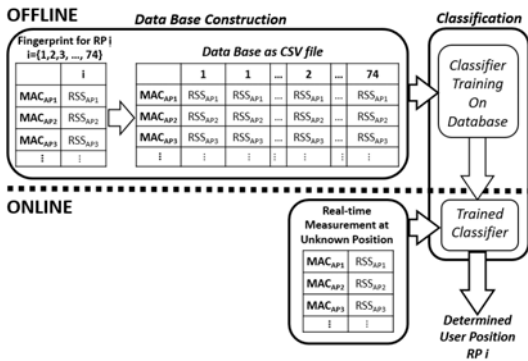 OFFLINE
Data Base Construction
Classification
Fingerprint for RP i
i={1,2,3, ..., 74}
Data Base as CSV file
i
1 1 ... 2 ... 74
MACAP1 RSSAP1
MACAP2 RSSAP2
MACAP3 RSSAP3
⋮ ⋮
MACAP1 RSSAP1 RSSAP1 ... RSSAP1 ... RSSAP1
MACAP2 RSSAP2 RSSAP2 ... RSSAP2 ... RSSAP2
MACAP3 RSSAP3 RSSAP3 ... RSSAP3 ... RSSAP3
⋮ ⋮ ⋮ ... ⋮ ... ⋮
Classifier
Training
On
Database
ONLINE
Real-time
Measurement at
Unknown Position
MACAP1 RSSAP1
MACAP2 RSSAP2
MACAP3 RSSAP3
⋮ ⋮
Trained
Classifier
Determined
User Position
RP i